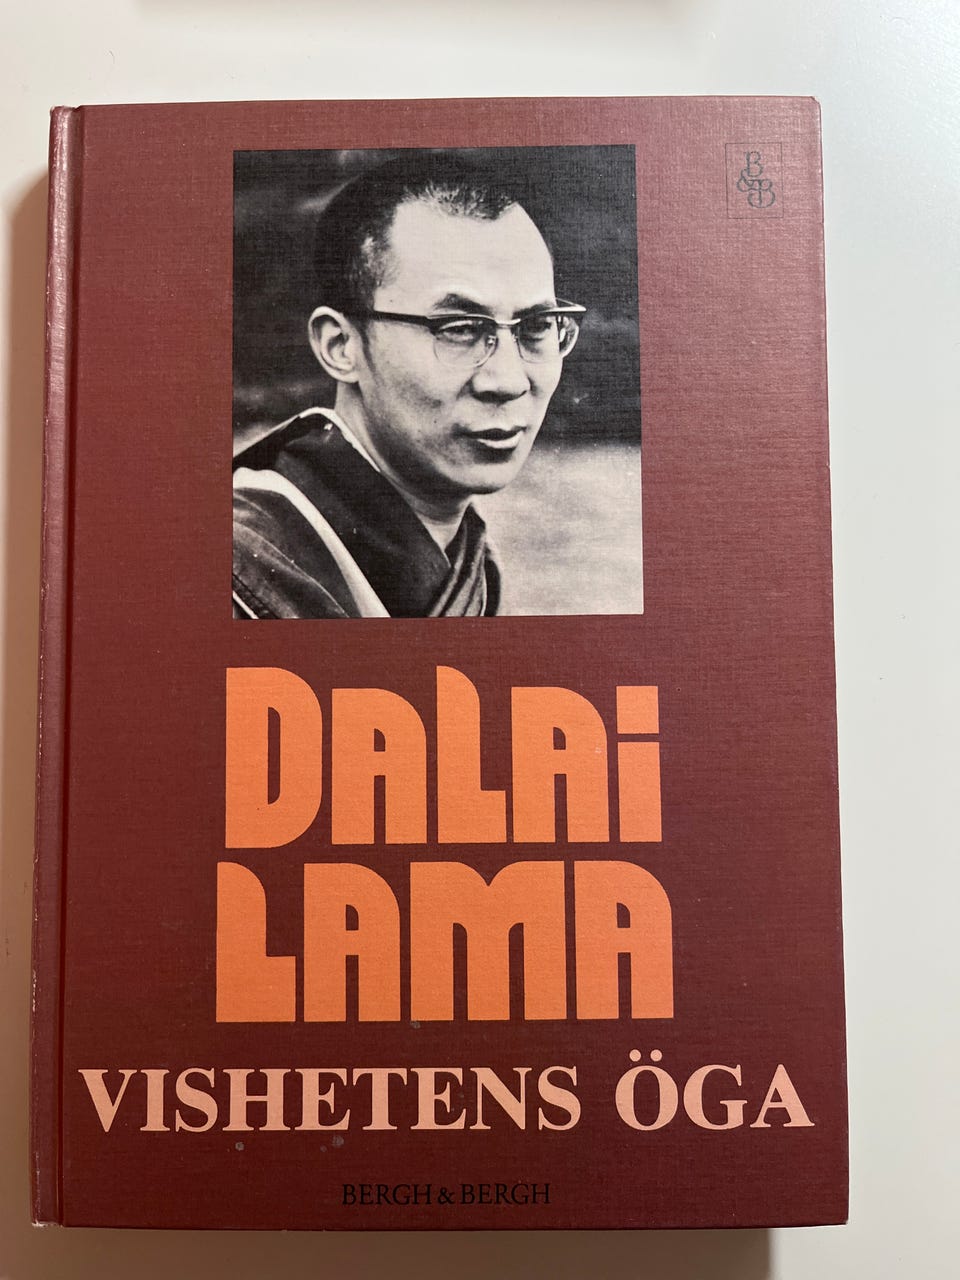 B
&B
DALAi
LAMA
VISHETENS ÖGA
BERGH & BERGH